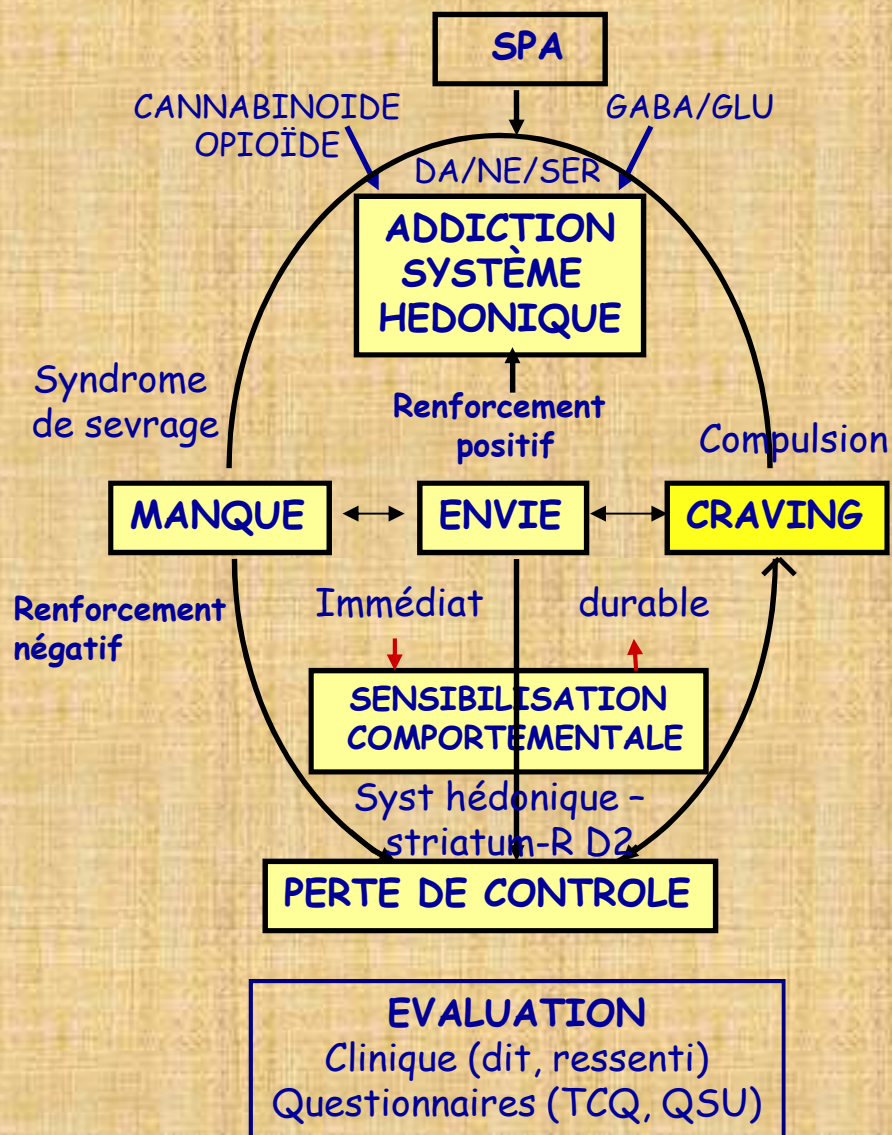 SPA
CANNABINOIDE
OPIOÏDE
GABA/GLU
DA/NE/SER
ADDICTION
SYSTÈME
HEDONIQUE
Syndrome
de sevrage
Renforcement
positif
Compulsion
MANQUE
ENVIE
CRAVING
Renforcement
négatif
Immédiat
durable
SENSIBILISATION
COMPORTEMENTALE
Syst hédonique –
striatum-R D2
PERTE DE CONTROLE
EVALUATION
Clinique (dit, ressenti)
Questionnaires (TCQ, QSU)